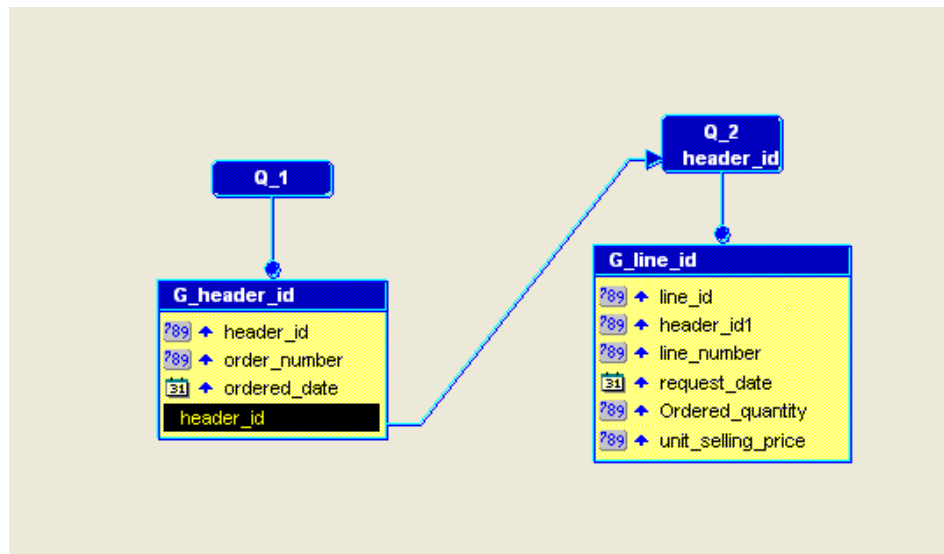 Q_1
G_header_id
789 header_id
789 order_number
31 ordered_date
header_id
Q_2
header_id
G_line_id
789 line_id
789 header_id1
789 line_number
31 request_date
789 Ordered_quantity
789 unit_selling_price